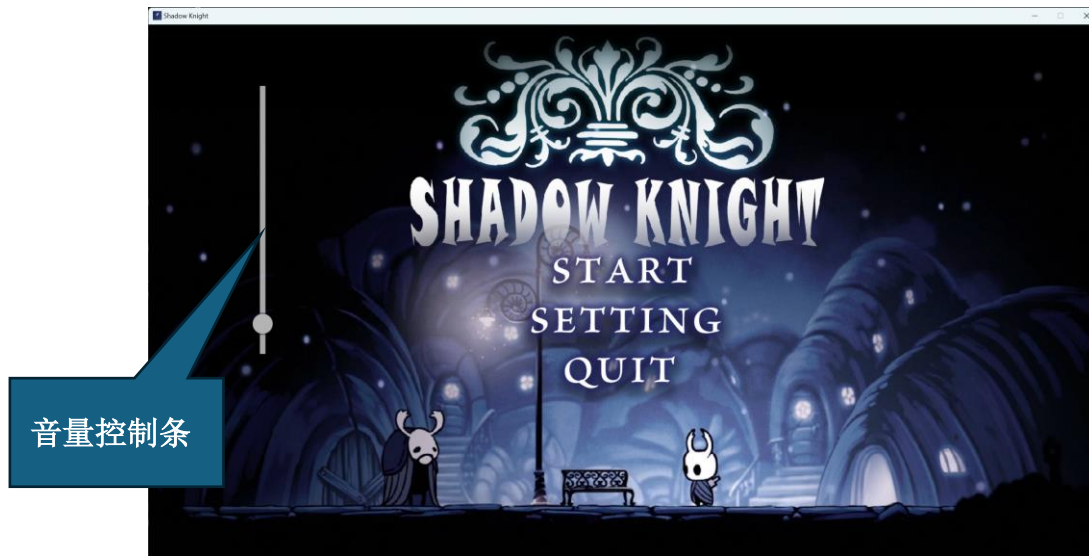 Shadow Knight
SHADOW KNIGHT
START
SETTING
QUIT
音量控制条